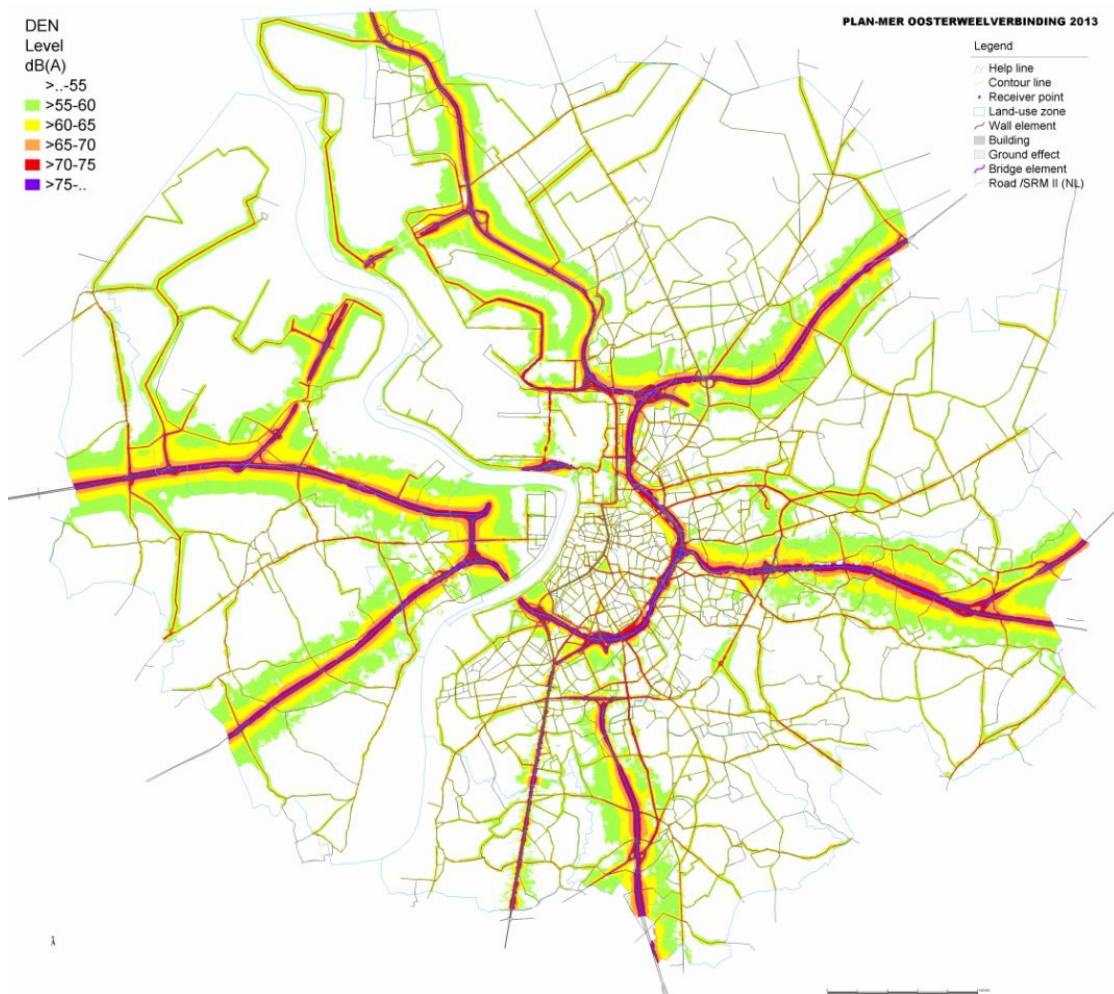 DEN
Level
dB(A)
>..-55
>55-60
>60-65
>65-70
>70-75
>75-..
PLAN-MER OOSTERWEELVERBINDING 2013
Legend
Help line
Contour line
Receiver point
Land-use zone
Wall element
Building
Ground effect
Bridge element
Road /SRM II (NL)